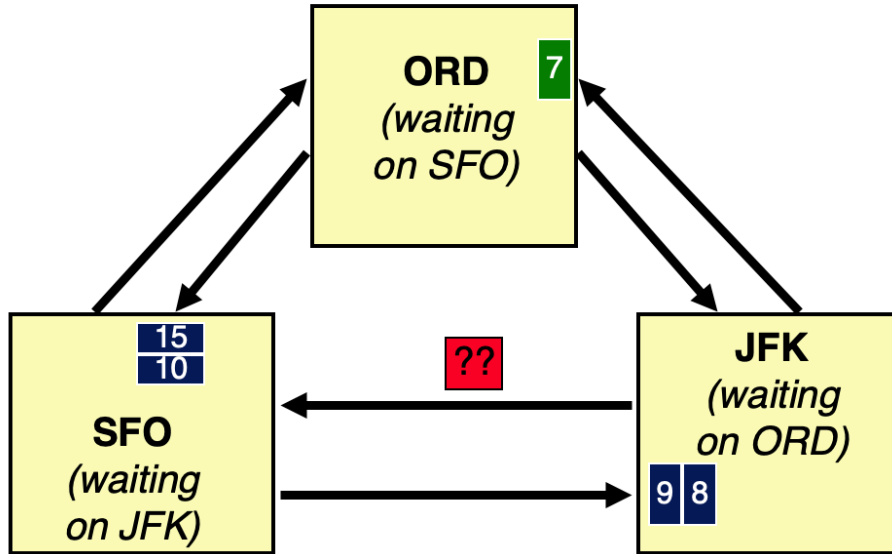 ORD
7
(waiting
on SFO)
15
10
??
SFO
(waiting
on JFK)
JFK
(waiting
on ORD)
9 8